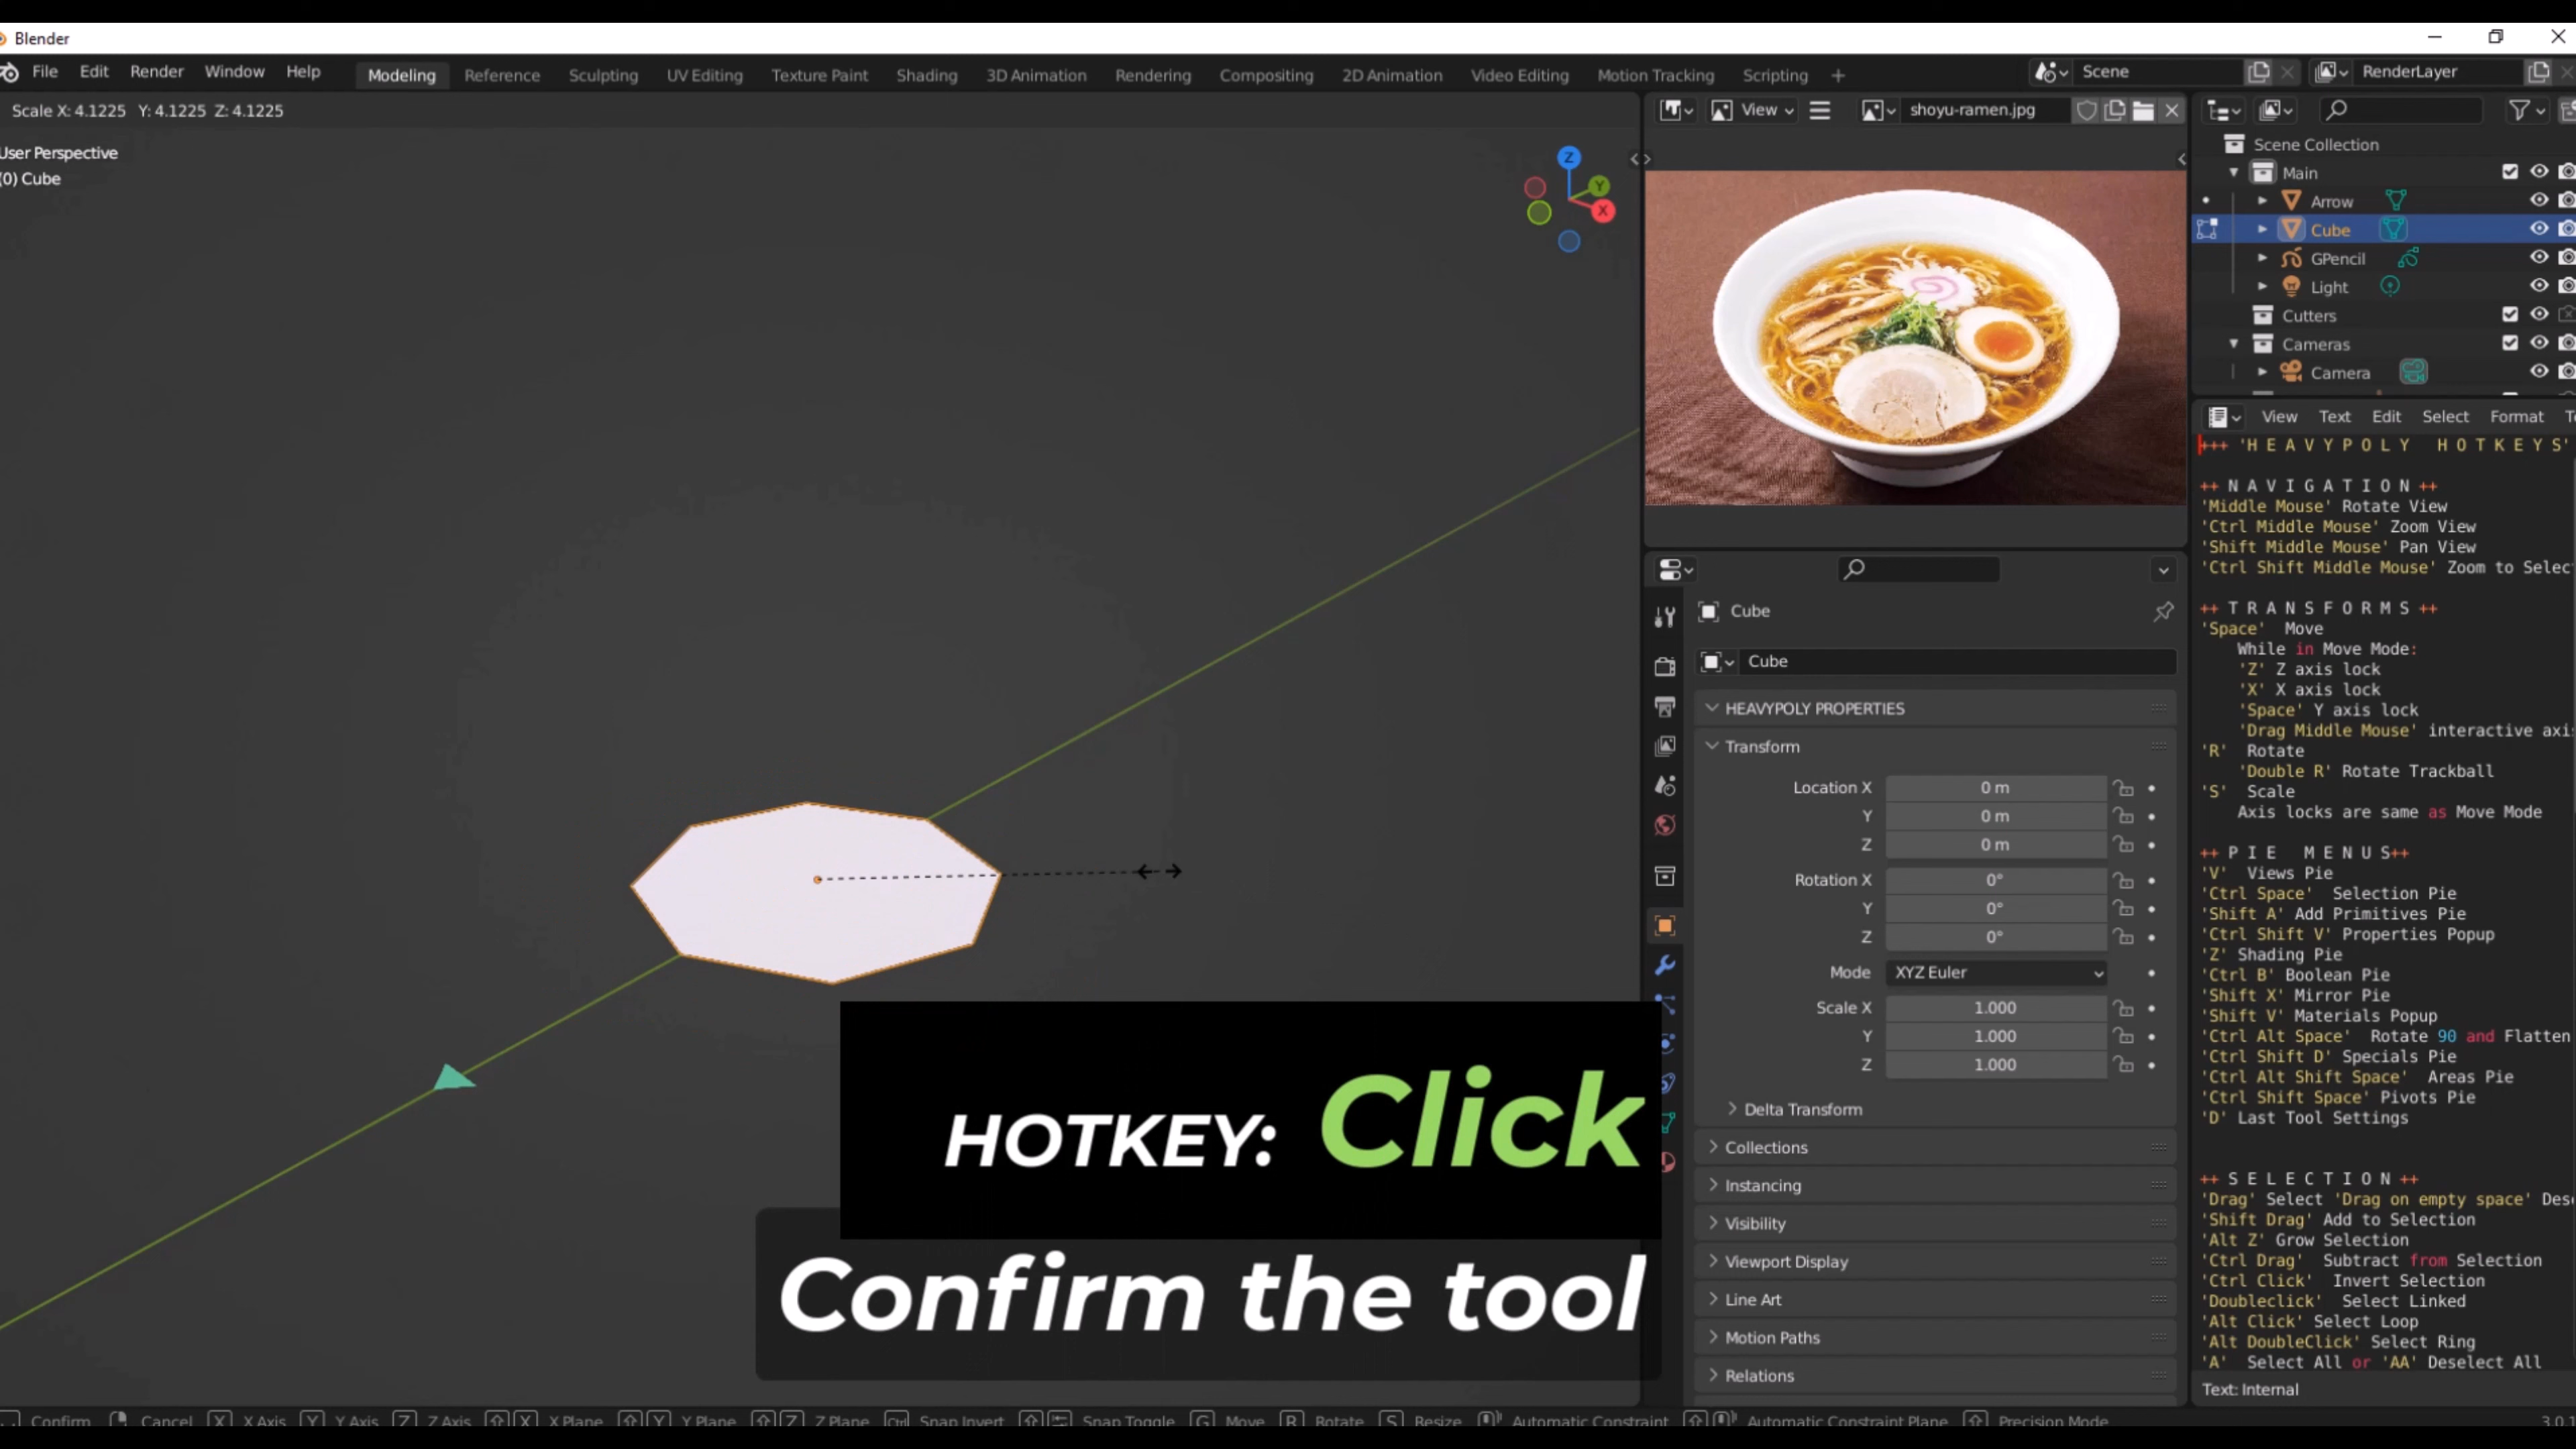 Blender
File Edit Render Window Help Modeling Reference Sculpting UV Editing Texture Paint Shading 3D Animation Rendering Compositing 2D Animation Video Editing Motion Tracking Scripting + Scene RenderLayer
Scale X: 4.1225 Y: 4.1225 Z: 4.1225
User Perspective
(0) Cube
Z
Y
X
View
shoyu-ramen.jpg
Scene Collection
Main
Arrow
Cube
GPencil
Light
Cutters
Cameras
Camera
Cube
Cube
HEAVYPOLY PROPERTIES
Transform
Location X 0 m
Y 0 m
Z 0 m
Rotation X 0°
Y 0°
Z 0°
Mode XYZ Euler
Scale X 1.000
Y 1.000
Z 1.000
Delta Transform
Collections
Instancing
Visibility
Viewport Display
Line Art
Motion Paths
Relations
View Text Edit Select Format
+++ 'H E A V Y P O L Y H O T K E Y S'
++ N A V I G A T I O N ++
'Middle Mouse' Rotate View
'Ctrl Middle Mouse' Zoom View
'Shift Middle Mouse' Pan View
'Ctrl Shift Middle Mouse' Zoom to Selec
++ T R A N S F O R M S ++
'Space' Move
While in Move Mode:
'Z' Z axis lock
'X' X axis lock
'Space' Y axis lock
'Drag Middle Mouse' interactive axi
'R' Rotate
'Double R' Rotate Trackball
'S' Scale
Axis locks are same as Move Mode
++ P I E M E N U S++
'V' Views Pie
'Ctrl Space' Selection Pie
'Shift A' Add Primitives Pie
'Ctrl Shift V' Properties Popup
'Z' Shading Pie
'Ctrl B' Boolean Pie
'Shift X' Mirror Pie
'Shift V' Materials Popup
'Ctrl Alt Space' Rotate 90 and Flatten
'Ctrl Shift D' Specials Pie
'Ctrl Alt Shift Space' Areas Pie
'Ctrl Shift Space' Pivots Pie
'D' Last Tool Settings
++ S E L E C T I O N ++
'Drag' Select 'Drag on empty space' Des
'Shift Drag' Add to Selection
'Alt Z' Grow Selection
'Ctrl Drag' Subtract from Selection
'Ctrl Click' Invert Selection
'Doubleclick' Select Linked
'Alt Click' Select Loop
'Alt DoubleClick' Select Ring
'A' Select All or 'AA' Deselect All
Text: Internal
HOTKEY: Click
Confirm the tool
Confirm Cancel X X Axis Y Y Axis Z Z Axis X X Plane Y Y Plane Z Z Plane Ctrl Snap Invert Snap Toggle G Move R Rotate S Resize Automatic Constraint Automatic Constraint Plane Precision Mode 3.0.1